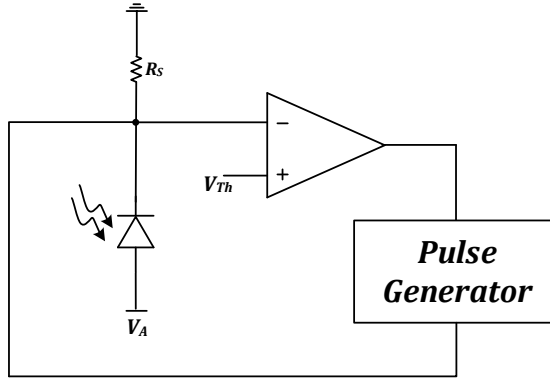 R_S
−
V_Th
+
Pulse
Generator
V_A